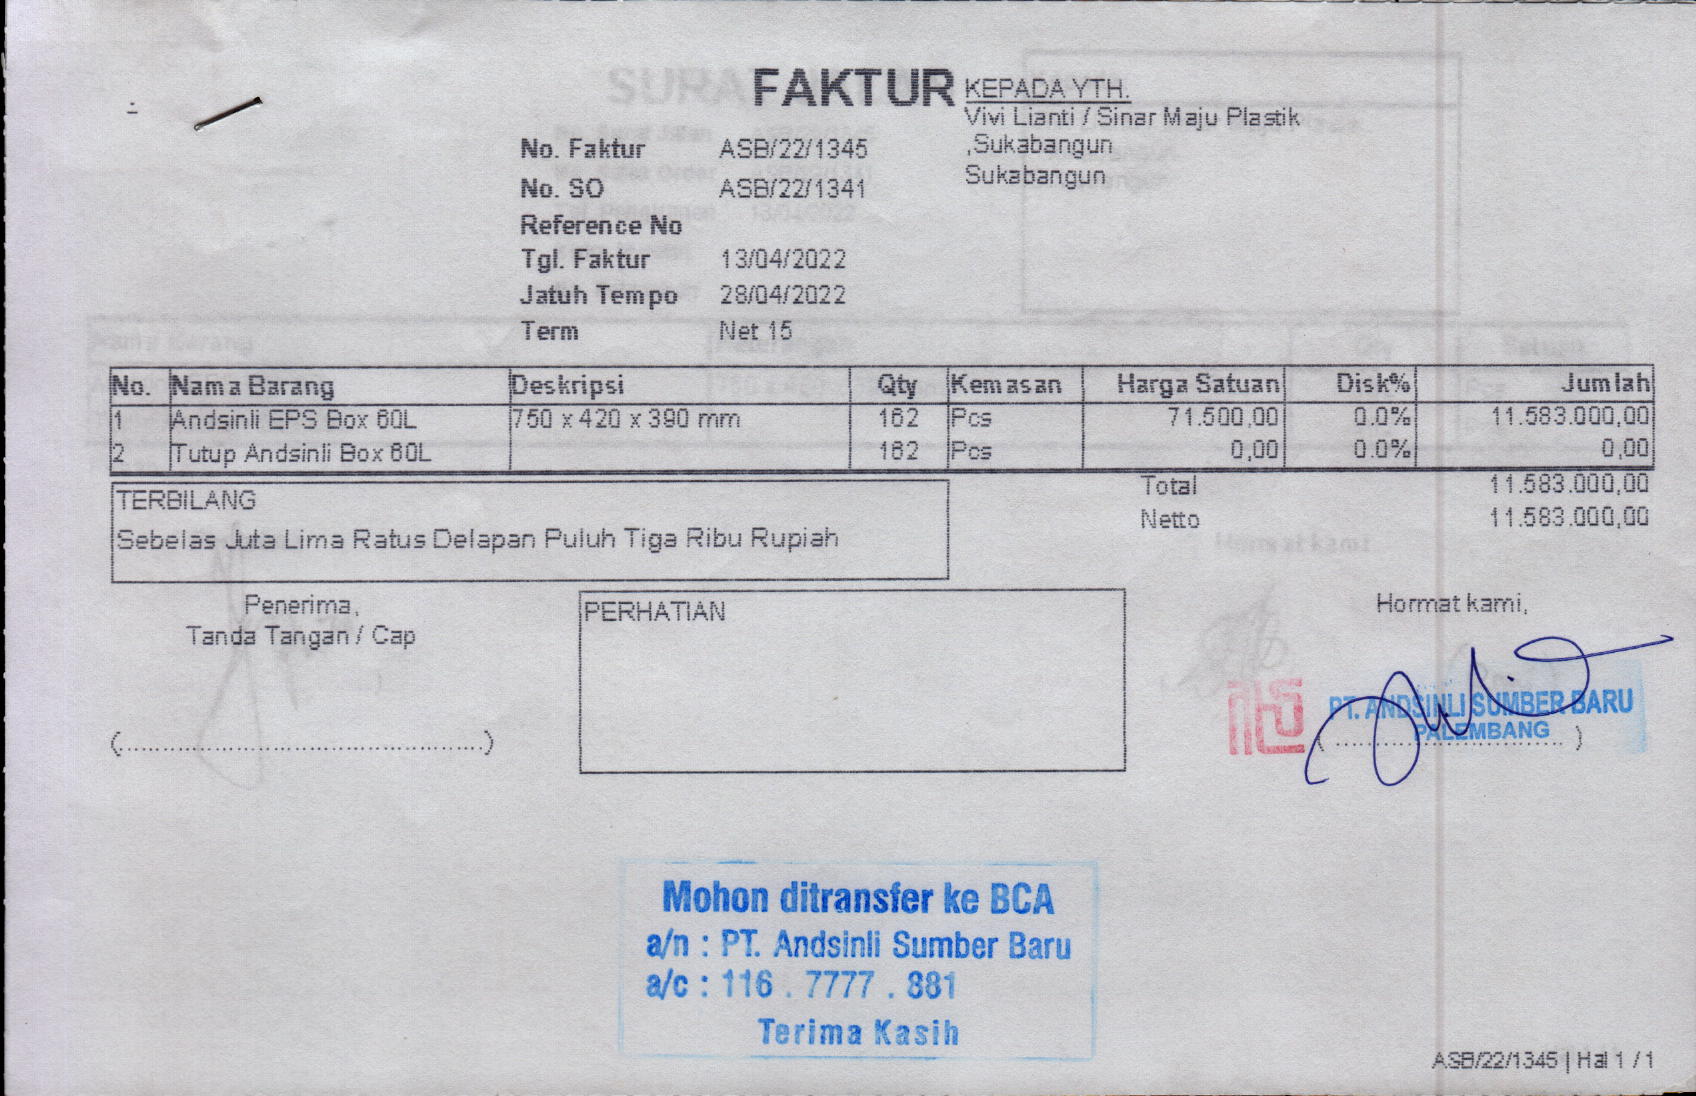 FAKTUR
KEPADA YTH.
Vivi Lianti / Sinar Maju Plastik
,Sukabangun
Sukabangun
No. Faktur ASB/22/1345
No. SO ASB/22/1341
Reference No
Tgl. Faktur 13/04/2022
Jatuh Tempo 28/04/2022
Term Net 15
No. Nama Barang Deskripsi Qty Kemasan Harga Satuan Disk% Jumlah
1 Andsinli EPS Box 60L 750 x 420 x 390 mm 162 Pcs 71.500,00 0.0% 11.583.000,00
2 Tutup Andsinli Box 60L 162 Pcs 0,00 0.0% 0,00
Total 11.583.000,00
Netto 11.583.000,00
TERBILANG
Sebelas Juta Lima Ratus Delapan Puluh Tiga Ribu Rupiah
Penerima,
Tanda Tangan / Cap
PERHATIAN
Hormat kami,
PT. ANDSINLI SUMBER BARU
PALEMBANG
Mohon ditransfer ke BCA
a/n : PT. Andsinli Sumber Baru
a/c : 116 . 7777 . 881
Terima Kasih
ASB/22/1345 | Hal 1 / 1